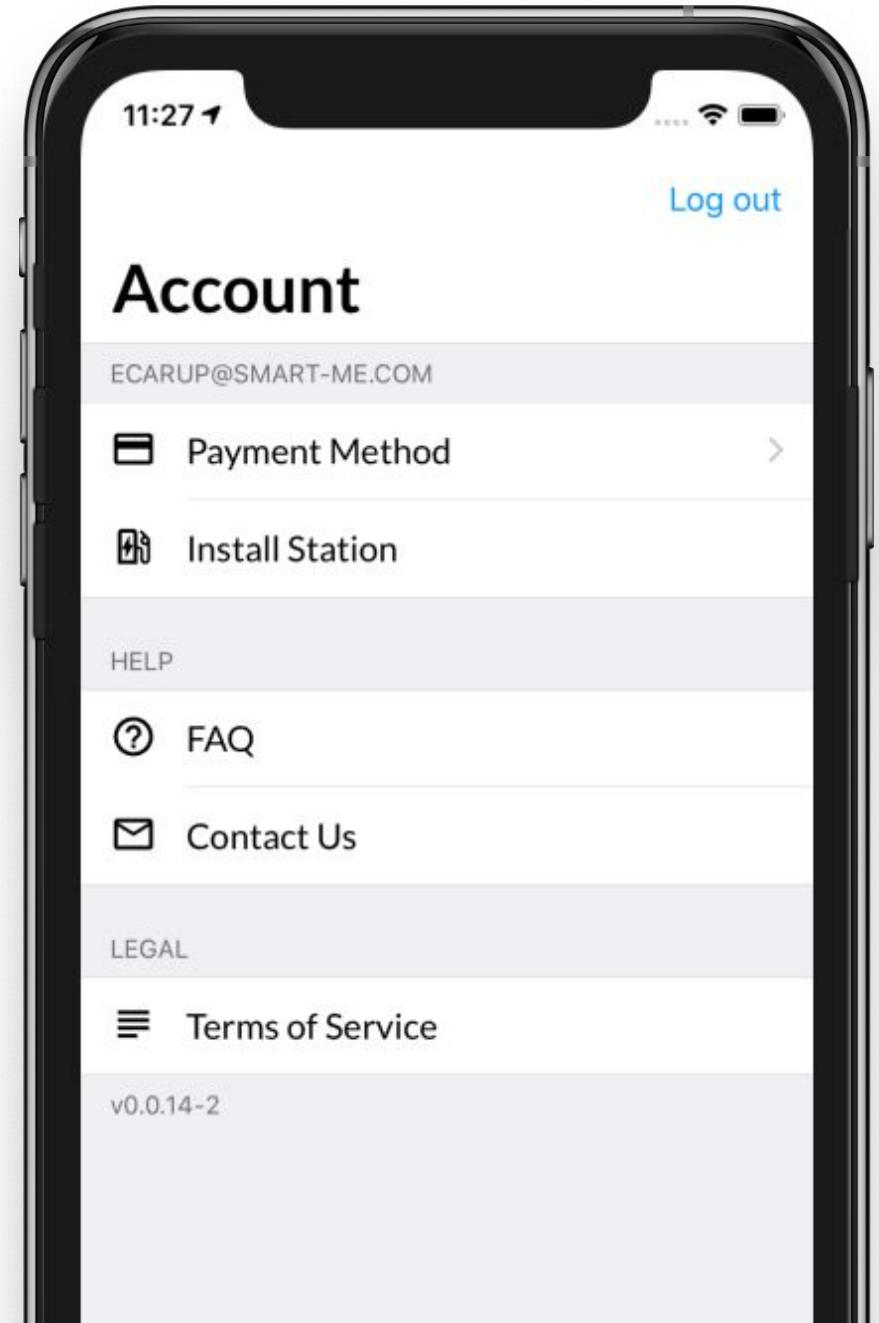 11:27
Log out
Account
ECARUP@SMART-ME.COM
Payment Method
Install Station
HELP
FAQ
Contact Us
LEGAL
Terms of Service
v0.0.14-2